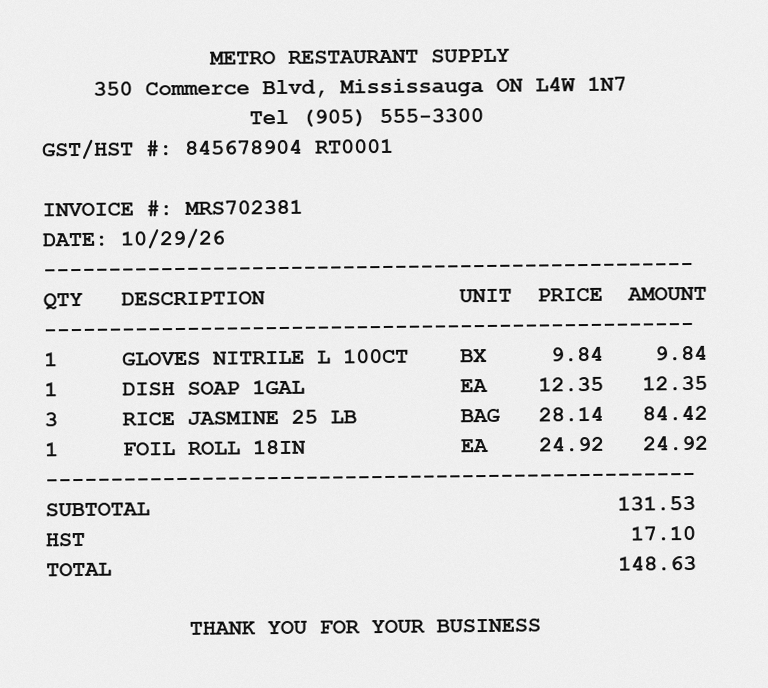 METRO RESTAURANT SUPPLY
350 Commerce Blvd, Mississauga ON L4W 1N7
Tel (905) 555-3300
GST/HST #: 845678904 RT0001
INVOICE #: MRS702381
DATE: 10/29/26
--------------------------------------------------
QTY DESCRIPTION UNIT PRICE AMOUNT
--------------------------------------------------
1 GLOVES NITRILE L 100CT BX 9.84 9.84
1 DISH SOAP 1GAL EA 12.35 12.35
3 RICE JASMINE 25 LB BAG 28.14 84.42
1 FOIL ROLL 18IN EA 24.92 24.92
--------------------------------------------------
SUBTOTAL 131.53
HST 17.10
TOTAL 148.63
THANK YOU FOR YOUR BUSINESS